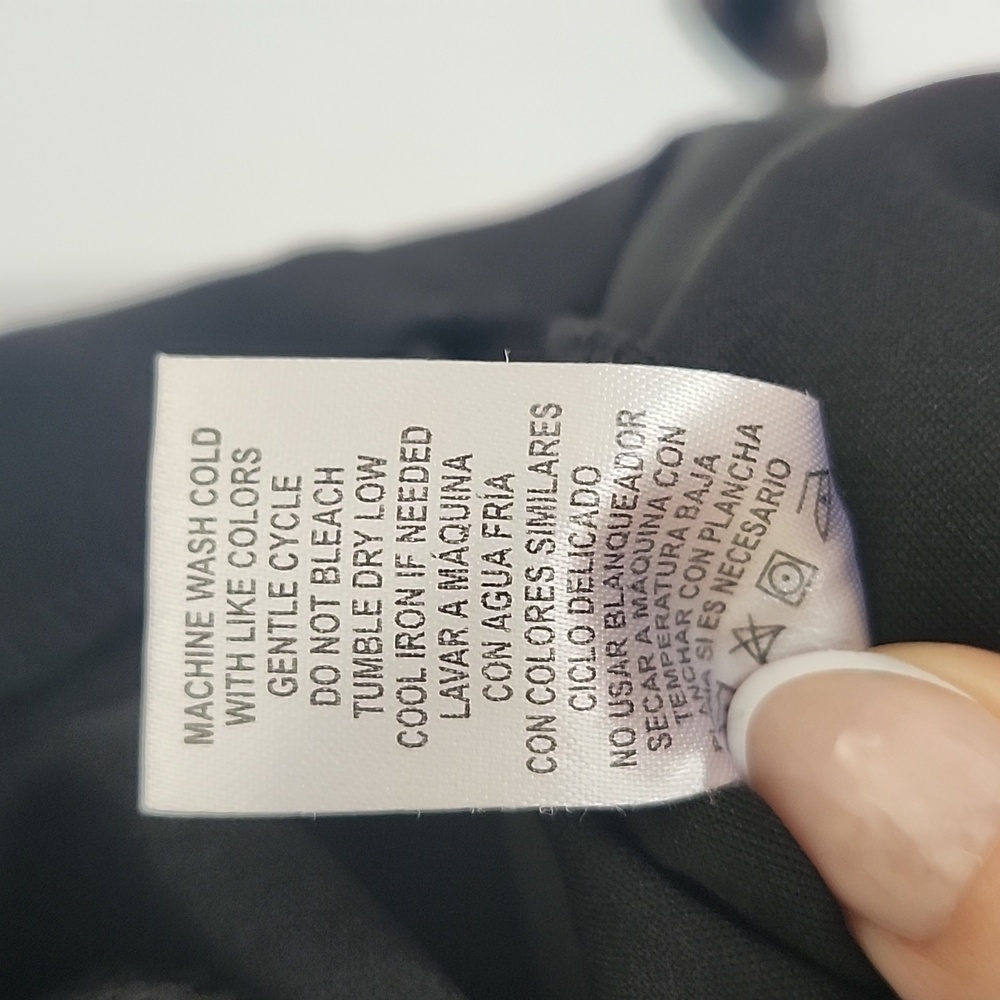 MACHINE WASH COLD
WITH LIKE COLORS
GENTLE CYCLE
DO NOT BLEACH
TUMBLE DRY LOW
COOL IRON IF NEEDED
LAVAR A MÁQUINA
CON AGUA FRÍA
CON COLORES SIMILARES
CICLO DELICADO
NO USAR BLANQUEADOR
SECAR A MÁQUINA CON
TEMPERATURA BAJA
CON PLANCHA
SI ES NECESARIO